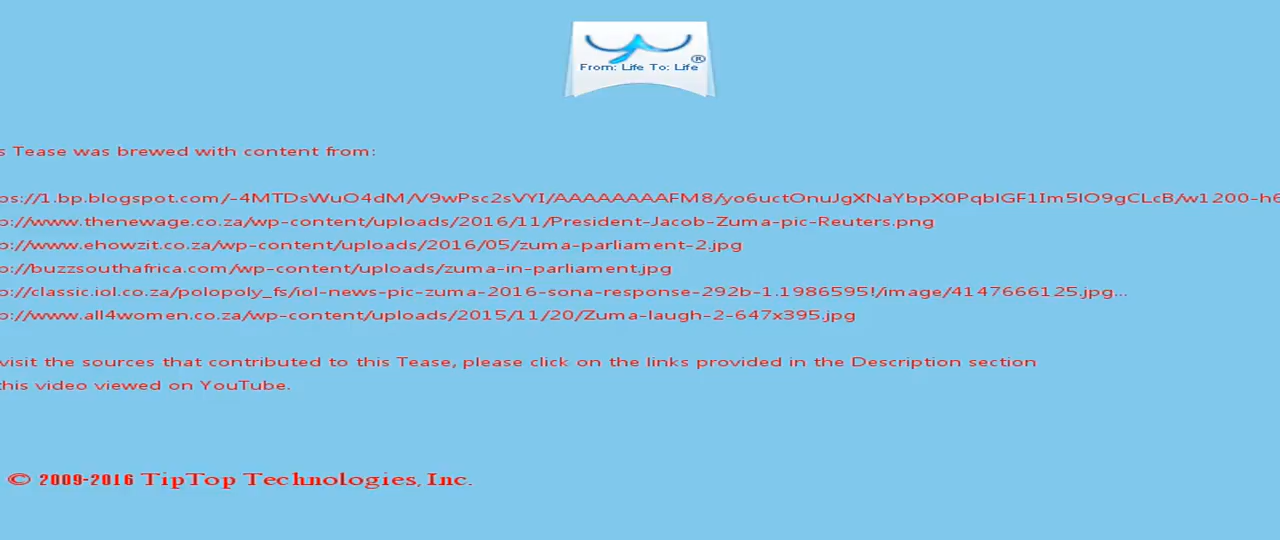 From: Life To: Life ®
s Tease was brewed with content from:
ps://1.bp.blogspot.com/-4MTDsWuO4dM/V9wPsc2sVYI/AAAAAAAAFM8/yo6uctOnuJgXNaYbpX0PqblGF1Im5lO9gCLcB/w1200-h6
p://www.thenewage.co.za/wp-content/uploads/2016/11/President-Jacob-Zuma-pic-Reuters.png
p://www.ehowzit.co.za/wp-content/uploads/2016/05/zuma-parliament-2.jpg
p://buzzsouthafrica.com/wp-content/uploads/zuma-in-parliament.jpg
p://classic.iol.co.za/polopoly_fs/iol-news-pic-zuma-2016-sona-response-292b-1.1986595!/image/4147666125.jpg...
p://www.all4women.co.za/wp-content/uploads/2015/11/20/Zuma-laugh-2-647x395.jpg
visit the sources that contributed to this Tease, please click on the links provided in the Description section
this video viewed on YouTube.
© 2009-2016 TipTop Technologies, Inc.